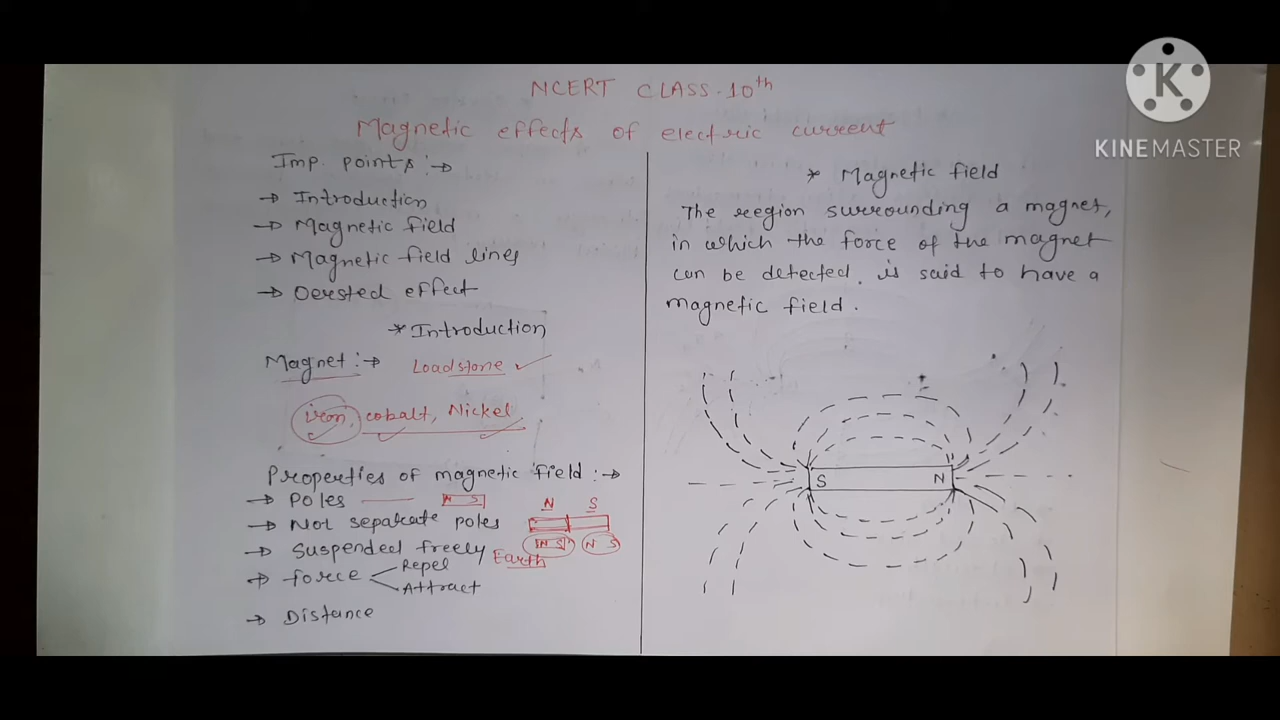 NCERT CLASS-10th
Magnetic effects of electric current
Imp. points :→
→ Introduction
→ Magnetic field
→ Magnetic field lines
→ Oersted effect
* Introduction
Magnet :→ Loadstone ✓
iron, cobalt, Nickel
Properties of magnetic field :→
→ Poles N S
→ Not separate poles N S
N S N S
→ Suspended freely Earth
→ force Repel
Attract
→ Distance
* Magnetic field
The reegion surrounding a magnet,
in which the force of the magnet
can be detected. is said to have a
magnetic field.
S N
K
KINEMASTER